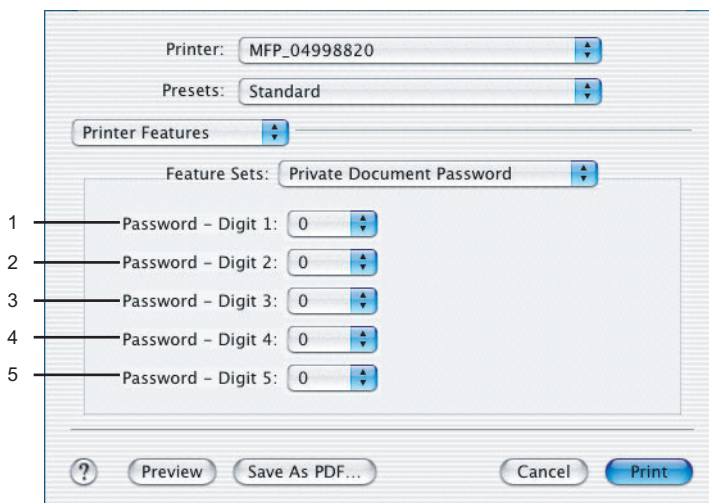 Printer: MFP_04998820
Presets: Standard
Printer Features
Feature Sets: Private Document Password
1 Password – Digit 1: 0
2 Password – Digit 2: 0
3 Password – Digit 3: 0
4 Password – Digit 4: 0
5 Password – Digit 5: 0
? Preview Save As PDF... Cancel Print